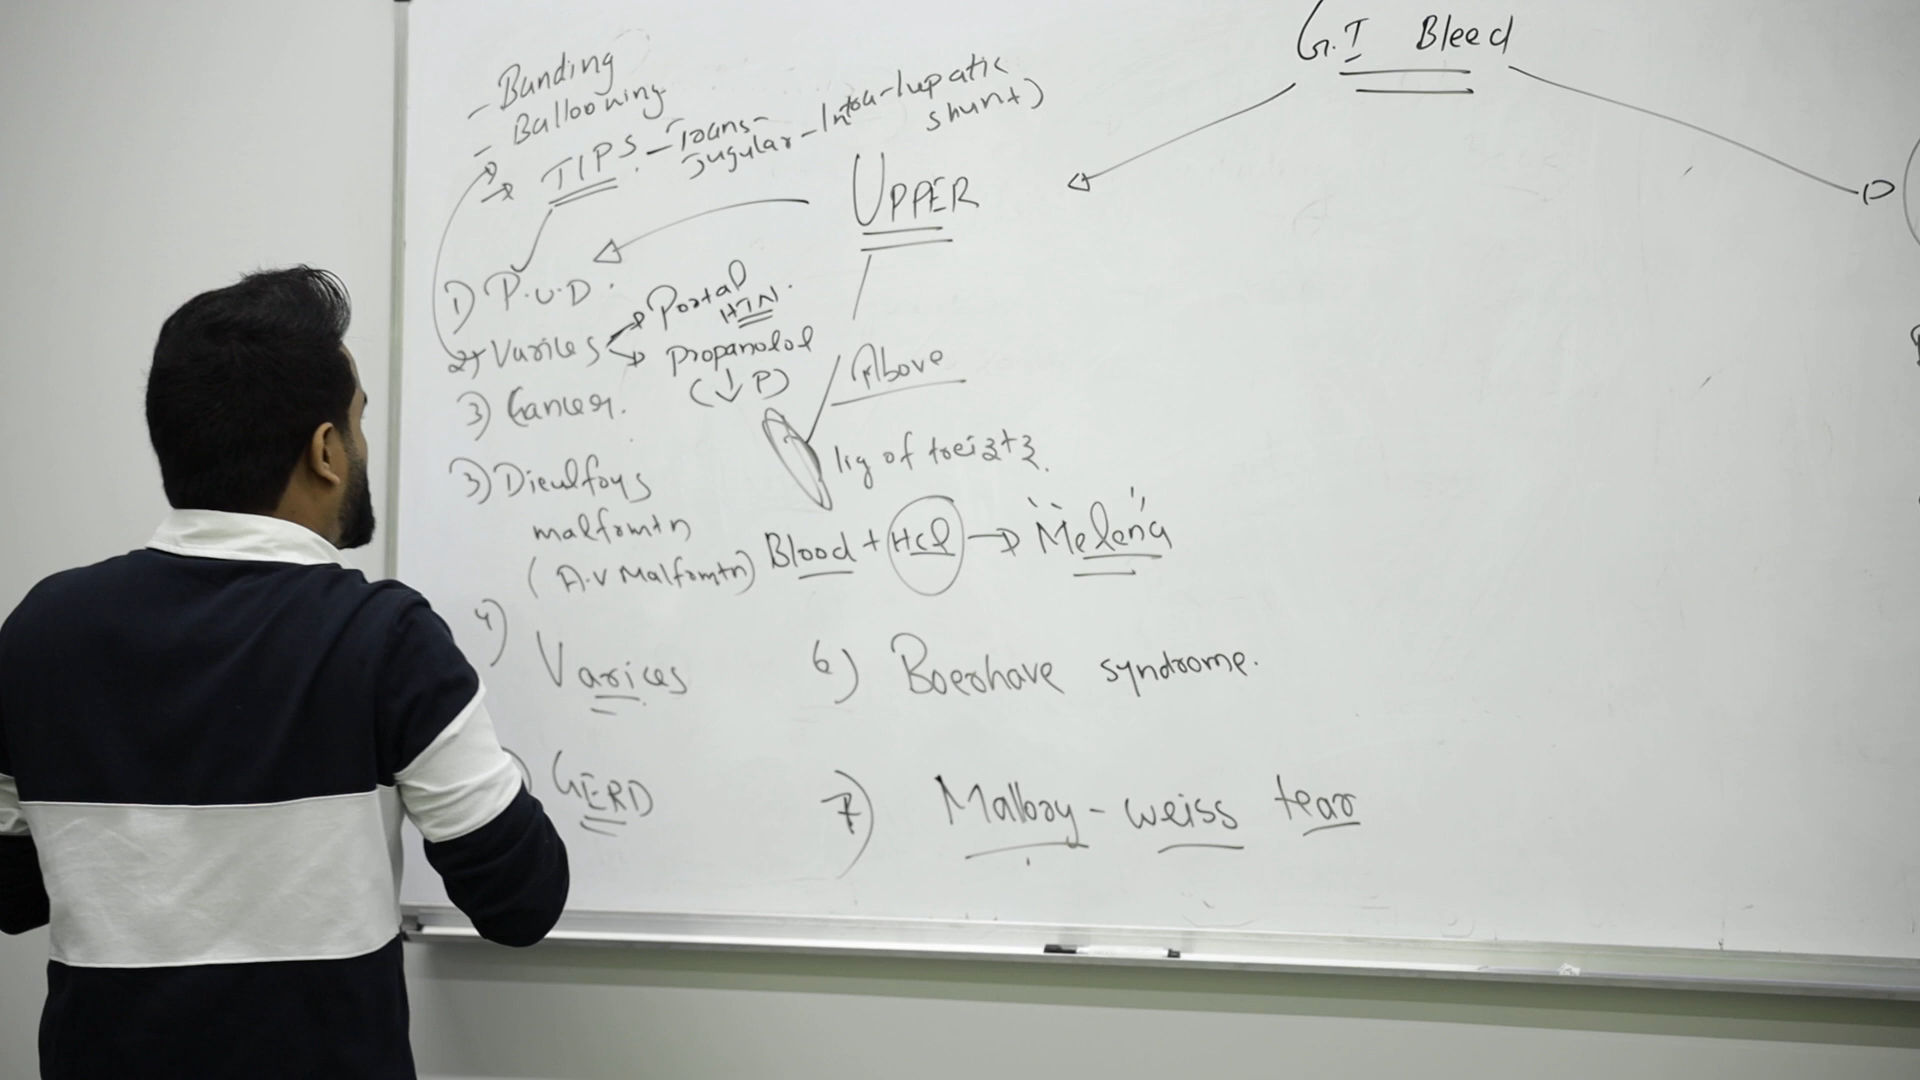 G.I Bleed
- Banding
- Ballooning
TIPS. - Trans-
Jugular - Intra-hepatic
shunt)
UPPER
1) P.U.D.
2) Varices
Portal
HTN.
Propanolol
(↓ P)
3) Cancer.
Above
lig of treiztz.
3) Dieulfoys
malformtn
(A.V Malformtn)
Blood + HCl → "Melena"
4) Varices
GERD
6) Boerhave syndrome.
7) Mallory - weiss tear